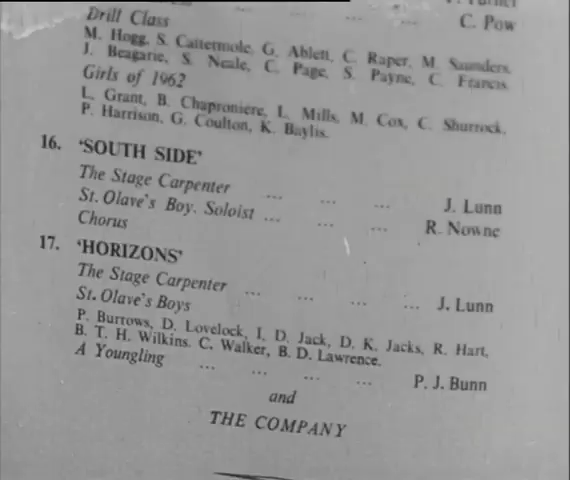 Drill Class ... ... ... C. Pow
M. Hogg, S. Cattermole, G. Ablett, C. Raper, M. Saunders,
J. Beagarie, S. Neale, C. Page, S. Payne, C. Francis.
Girls of 1962
L. Grant, B. Chaproniere, L. Mills, M. Cox, C. Shurrock,
P. Harrison, G. Coulton, K. Baylis.
16. 'SOUTH SIDE'
The Stage Carpenter ... ... ... J. Lunn
St. Olave's Boy. Soloist ... ... ... R. Nowne
Chorus
17. 'HORIZONS'
The Stage Carpenter ... ... ... ... J. Lunn
St. Olave's Boys
P. Burrows, D. Lovelock, I. D. Jack, D. K. Jacks, R. Hart,
B. T. H. Wilkins. C. Walker, B. D. Lawrence.
A Youngling ... ... ... ... P. J. Bunn
and
THE COMPANY